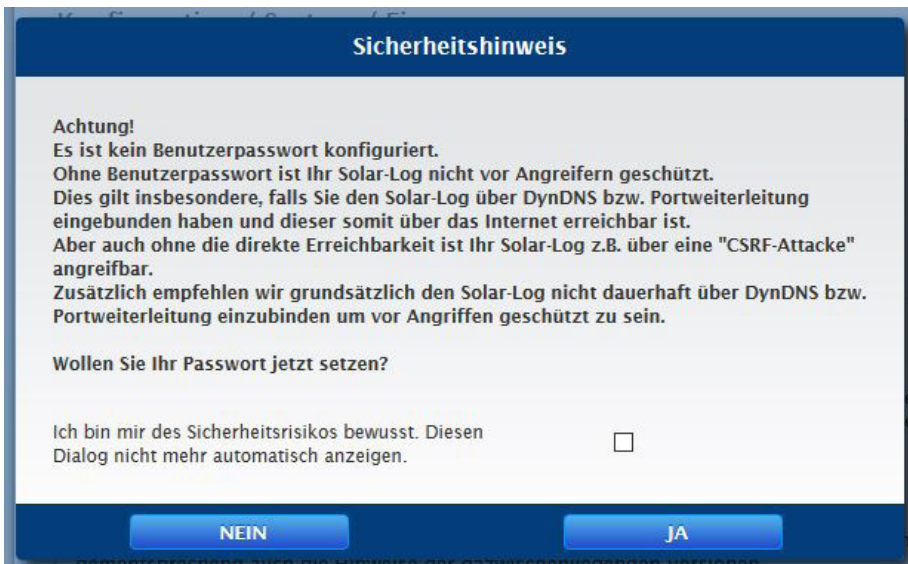 Sicherheitshinweis
Achtung!
Es ist kein Benutzerpasswort konfiguriert.
Ohne Benutzerpasswort ist Ihr Solar-Log nicht vor Angreifern geschützt.
Dies gilt insbesondere, falls Sie den Solar-Log über DynDNS bzw. Portweiterleitung
eingebunden haben und dieser somit über das Internet erreichbar ist.
Aber auch ohne die direkte Erreichbarkeit ist Ihr Solar-Log z.B. über eine "CSRF-Attacke"
angreifbar.
Zusätzlich empfehlen wir grundsätzlich den Solar-Log nicht dauerhaft über DynDNS bzw.
Portweiterleitung einzubinden um vor Angriffen geschützt zu sein.
Wollen Sie Ihr Passwort jetzt setzen?
Ich bin mir des Sicherheitsrisikos bewusst. Diesen
Dialog nicht mehr automatisch anzeigen.
NEIN
JA